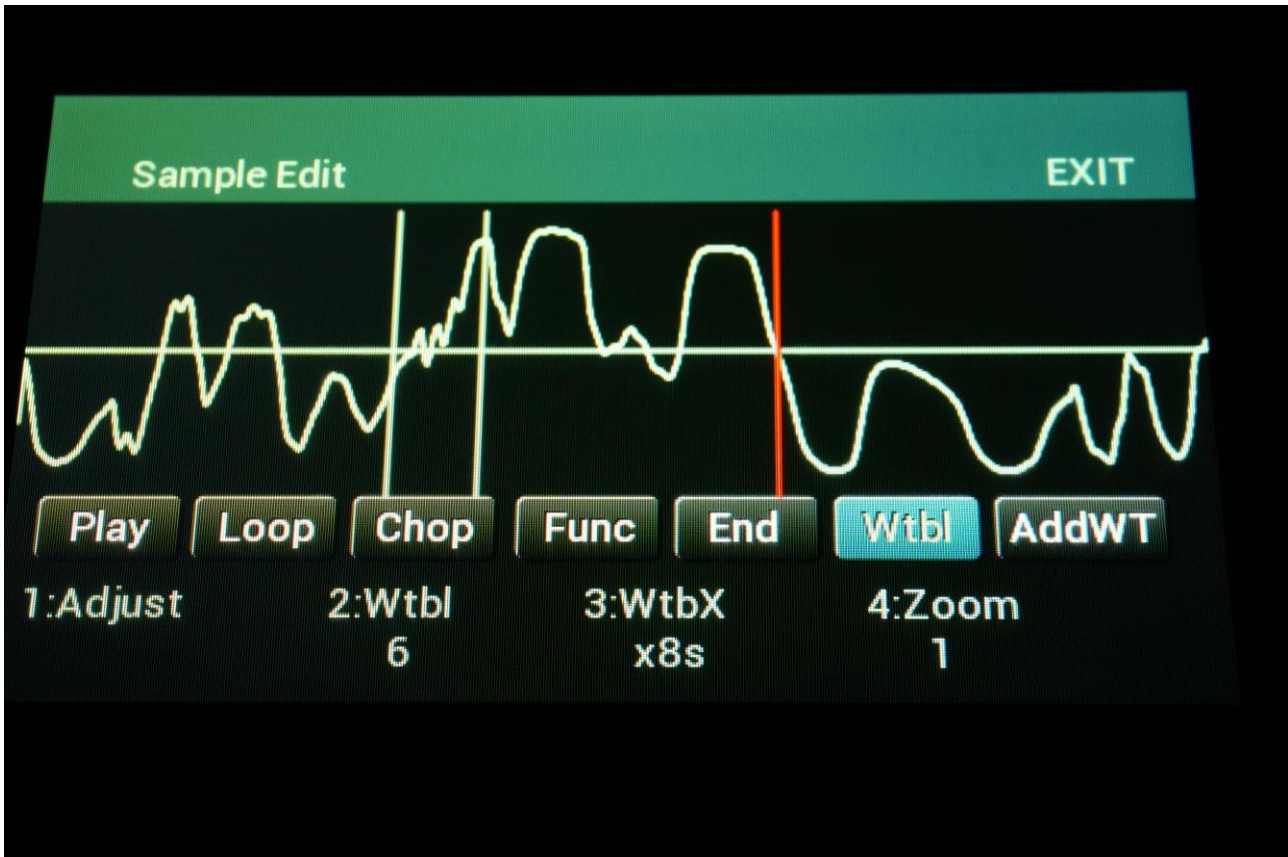 Sample Edit EXIT
Play Loop Chop Func End Wtbl AddWT
1:Adjust 2:Wtbl 3:WtbX 4:Zoom
6 x8s 1